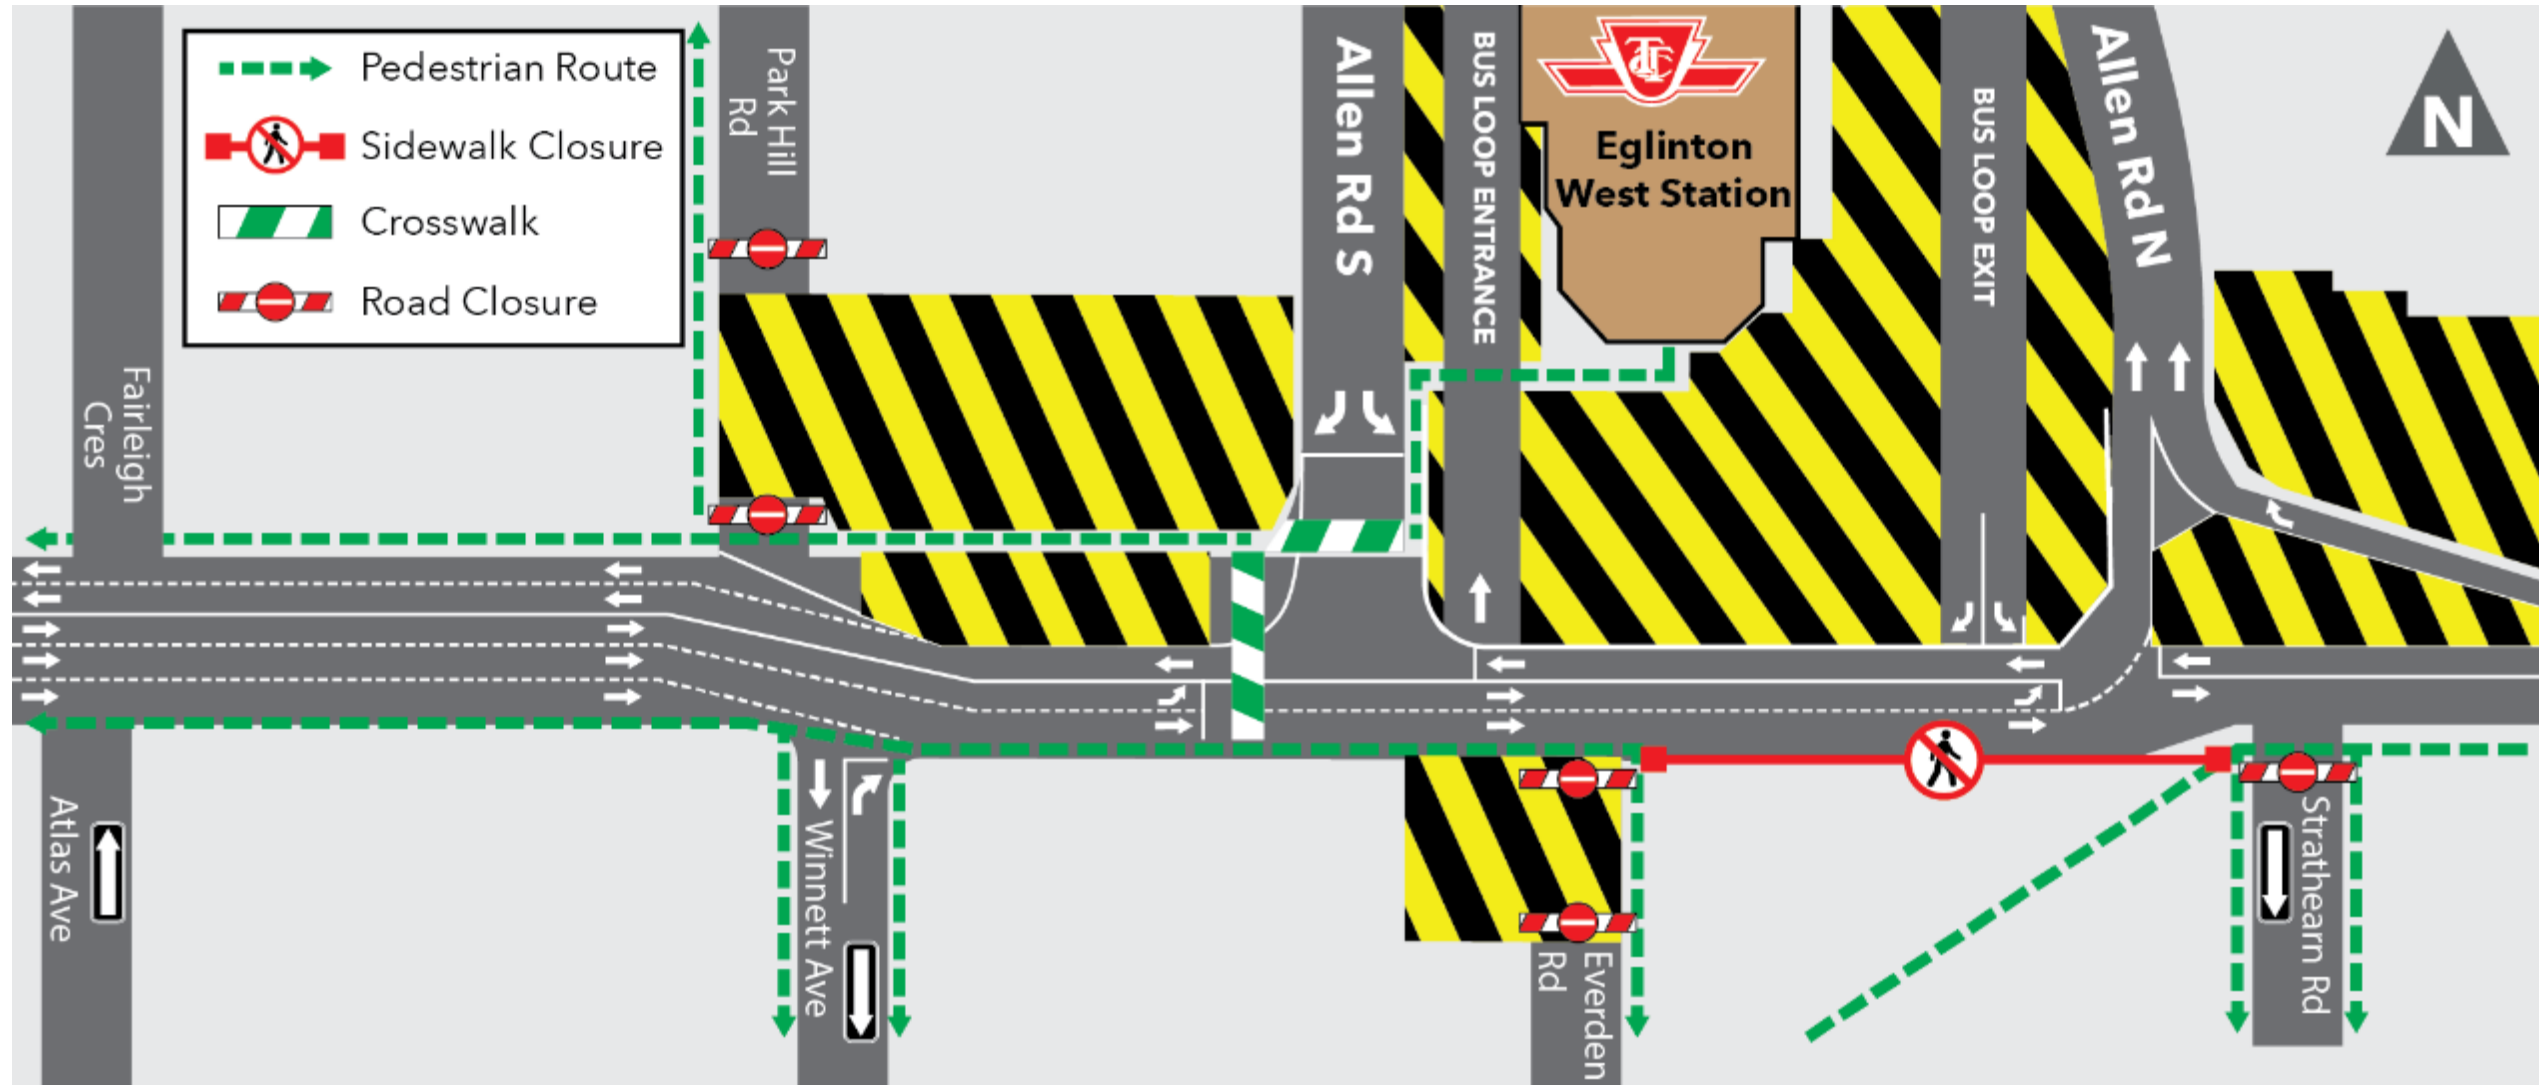 Pedestrian Route
Sidewalk Closure
Crosswalk
Road Closure
Fairleigh
Cres
Park Hill
Rd
Allen Rd S
BUS LOOP ENTRANCE
TTC
Eglinton
West Station
BUS LOOP EXIT
Allen Rd N
N
Atlas Ave
Winnett Ave
Everden
Rd
Strathearn Rd